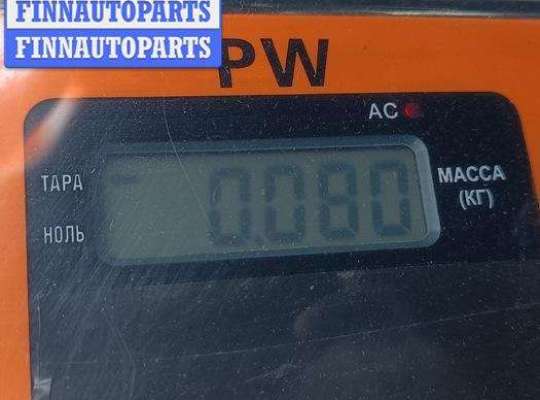 FINNAUTOPARTS
FINNAUTOPARTS
PW
AC
ТАРА
0.080
МАССА
(КГ)
НОЛЬ